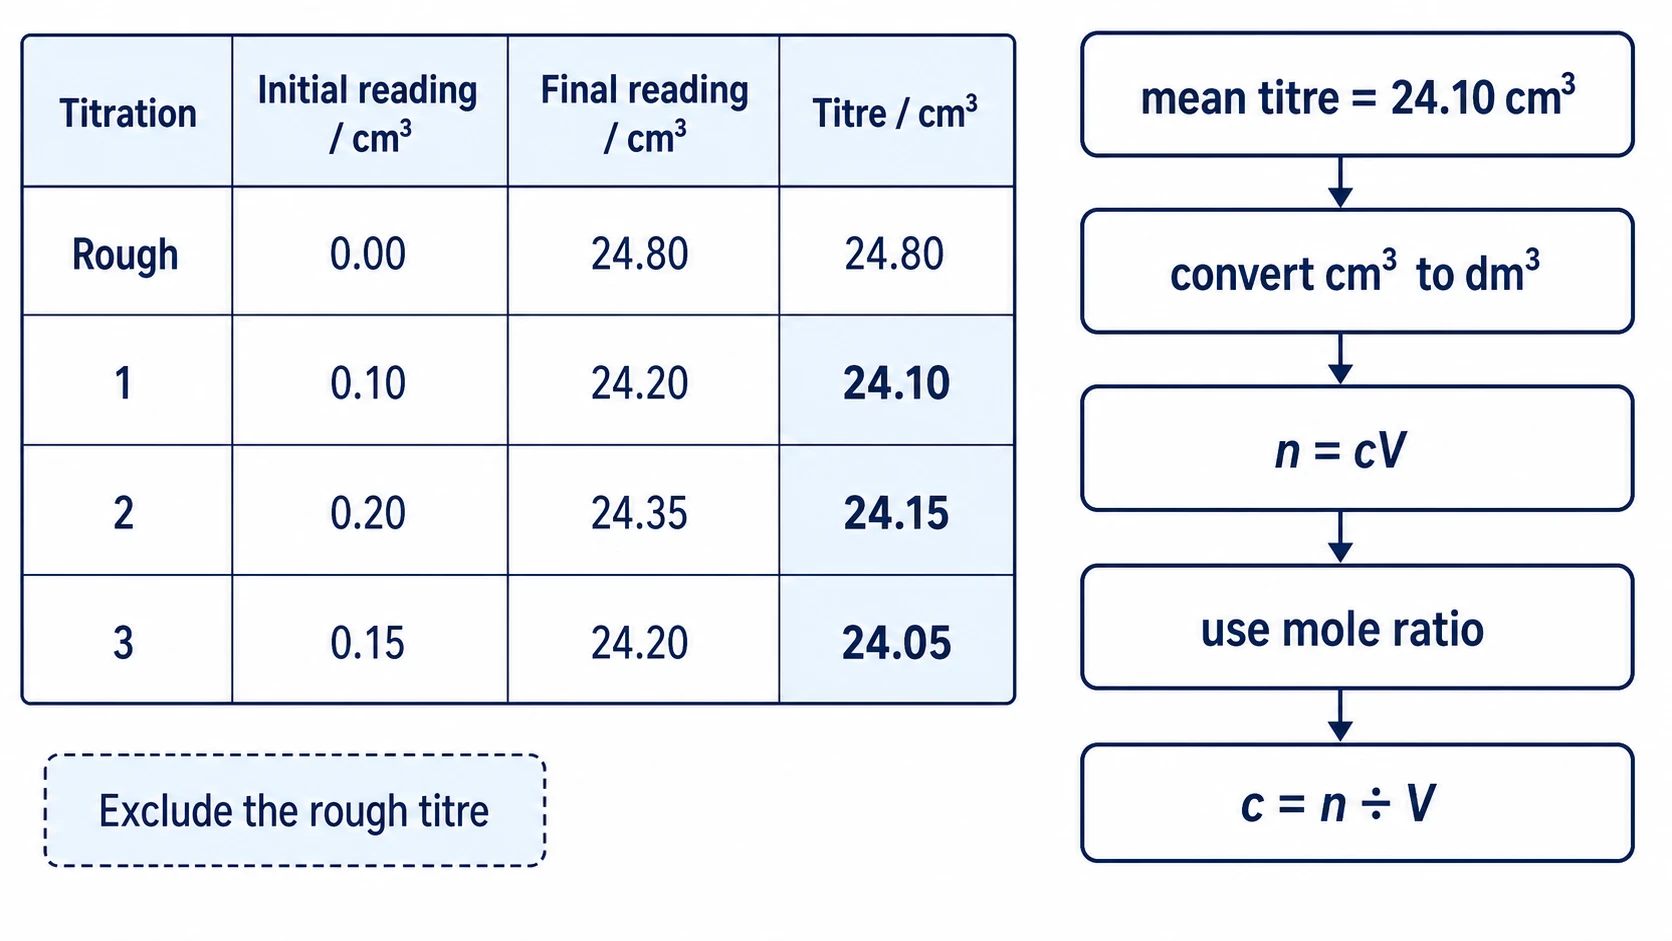 Titration Initial reading / cm³ Final reading / cm³ Titre / cm³
Rough 0.00 24.80 24.80
1 0.10 24.20 24.10
2 0.20 24.35 24.15
3 0.15 24.20 24.05
Exclude the rough titre
mean titre = 24.10 cm³
convert cm³ to dm³
n = cV
use mole ratio
c = n ÷ V